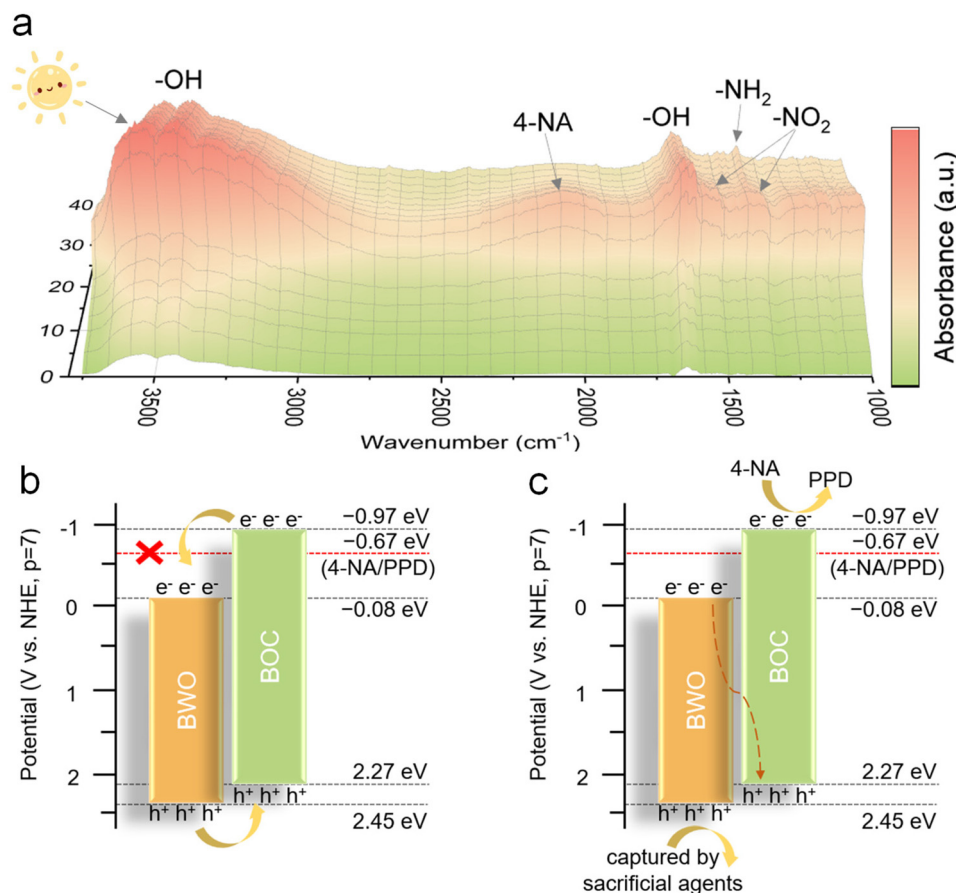 a
-OH
4-NA
-OH
-NH₂
-NO₂
40
30
20
10
0
3500
3000
2500
2000
1500
1000
Wavenumber (cm⁻¹)
Absorbance (a.u.)
b
Potential (V vs. NHE, p=7)
-1
0
1
2
e⁻ e⁻ e⁻
e⁻ e⁻ e⁻
BWO
BOC
h⁺ h⁺ h⁺
h⁺ h⁺ h⁺
−0.97 eV
−0.67 eV
(4-NA/PPD)
−0.08 eV
2.27 eV
2.45 eV
c
Potential (V vs. NHE, p=7)
-1
0
1
2
4-NA
PPD
e⁻ e⁻ e⁻
e⁻ e⁻ e⁻
BWO
BOC
h⁺ h⁺ h⁺
h⁺ h⁺ h⁺
−0.97 eV
−0.67 eV
(4-NA/PPD)
−0.08 eV
2.27 eV
2.45 eV
captured by
sacrificial agents